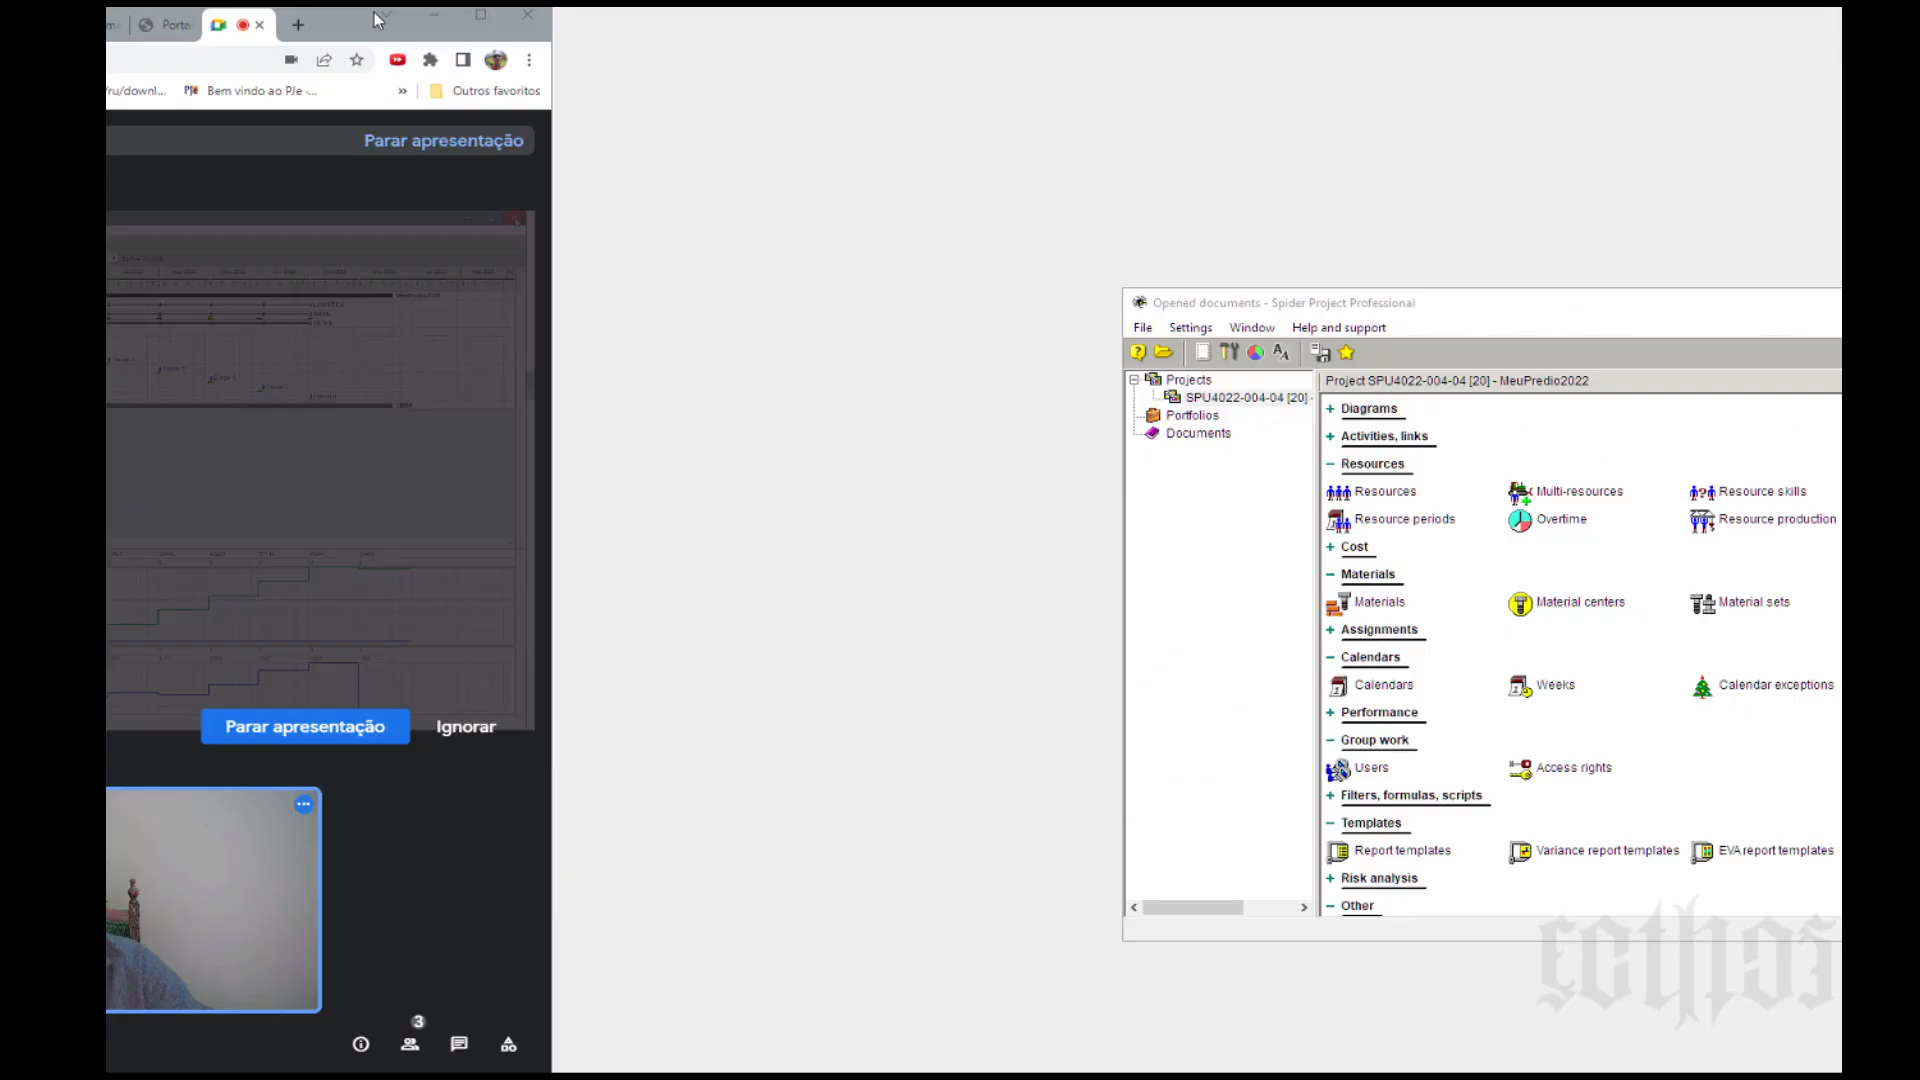 Porta
/ru/downl...
PJe Bem vindo ao PJe -...
»
Outros favoritos
Parar apresentação
Parar apresentação
Ignorar
3
Opened documents - Spider Project Professional
File Settings Window Help and support
Projects
SPU4022-004-04 [20] -
Portfolios
Documents
Project SPU4022-004-04 [20] - MeuPredio2022
Diagrams
Activities, links
Resources
Resources Multi-resources Resource skills
Resource periods Overtime Resource production
Cost
Materials
Materials Material centers Material sets
Assignments
Calendars
Calendars Weeks Calendar exceptions
Performance
Group work
Users Access rights
Filters, formulas, scripts
Templates
Report templates Variance report templates EVA report templates
Risk analysis
Other